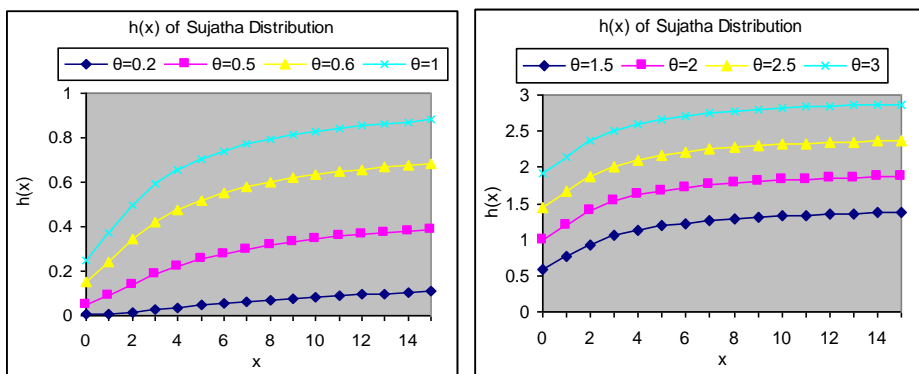 h(x) of Sujatha Distribution
θ=0.2 θ=0.5 θ=0.6 θ=1
1
0.8
0.6
0.4
0.2
0
h(x)
0 2 4 6 8 10 12 14
x
h(x) of Sujatha Distribution
θ=1.5 θ=2 θ=2.5 θ=3
3
2.5
2
1.5
1
0.5
0
h(x)
0 2 4 6 8 10 12 14
x